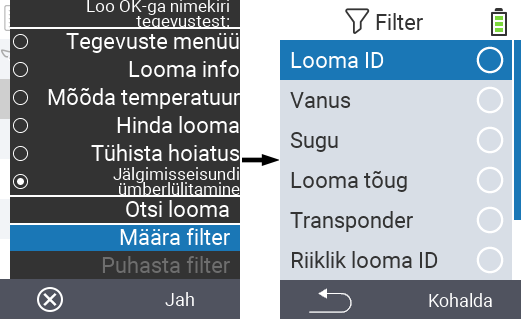 Loo OK-ga nimekiri
tegevustest:
Tegevuste menüü
Looma info
Mõõda temperatuur
Hinda looma
Tühista hoiatus
Jälgimisseisundi
ümberlülitamine
Otsi looma
Määra filter
Puhasta filter
Jah
Filter
Looma ID
Vanus
Sugu
Looma tõug
Transponder
Riiklik looma ID
Kohalda